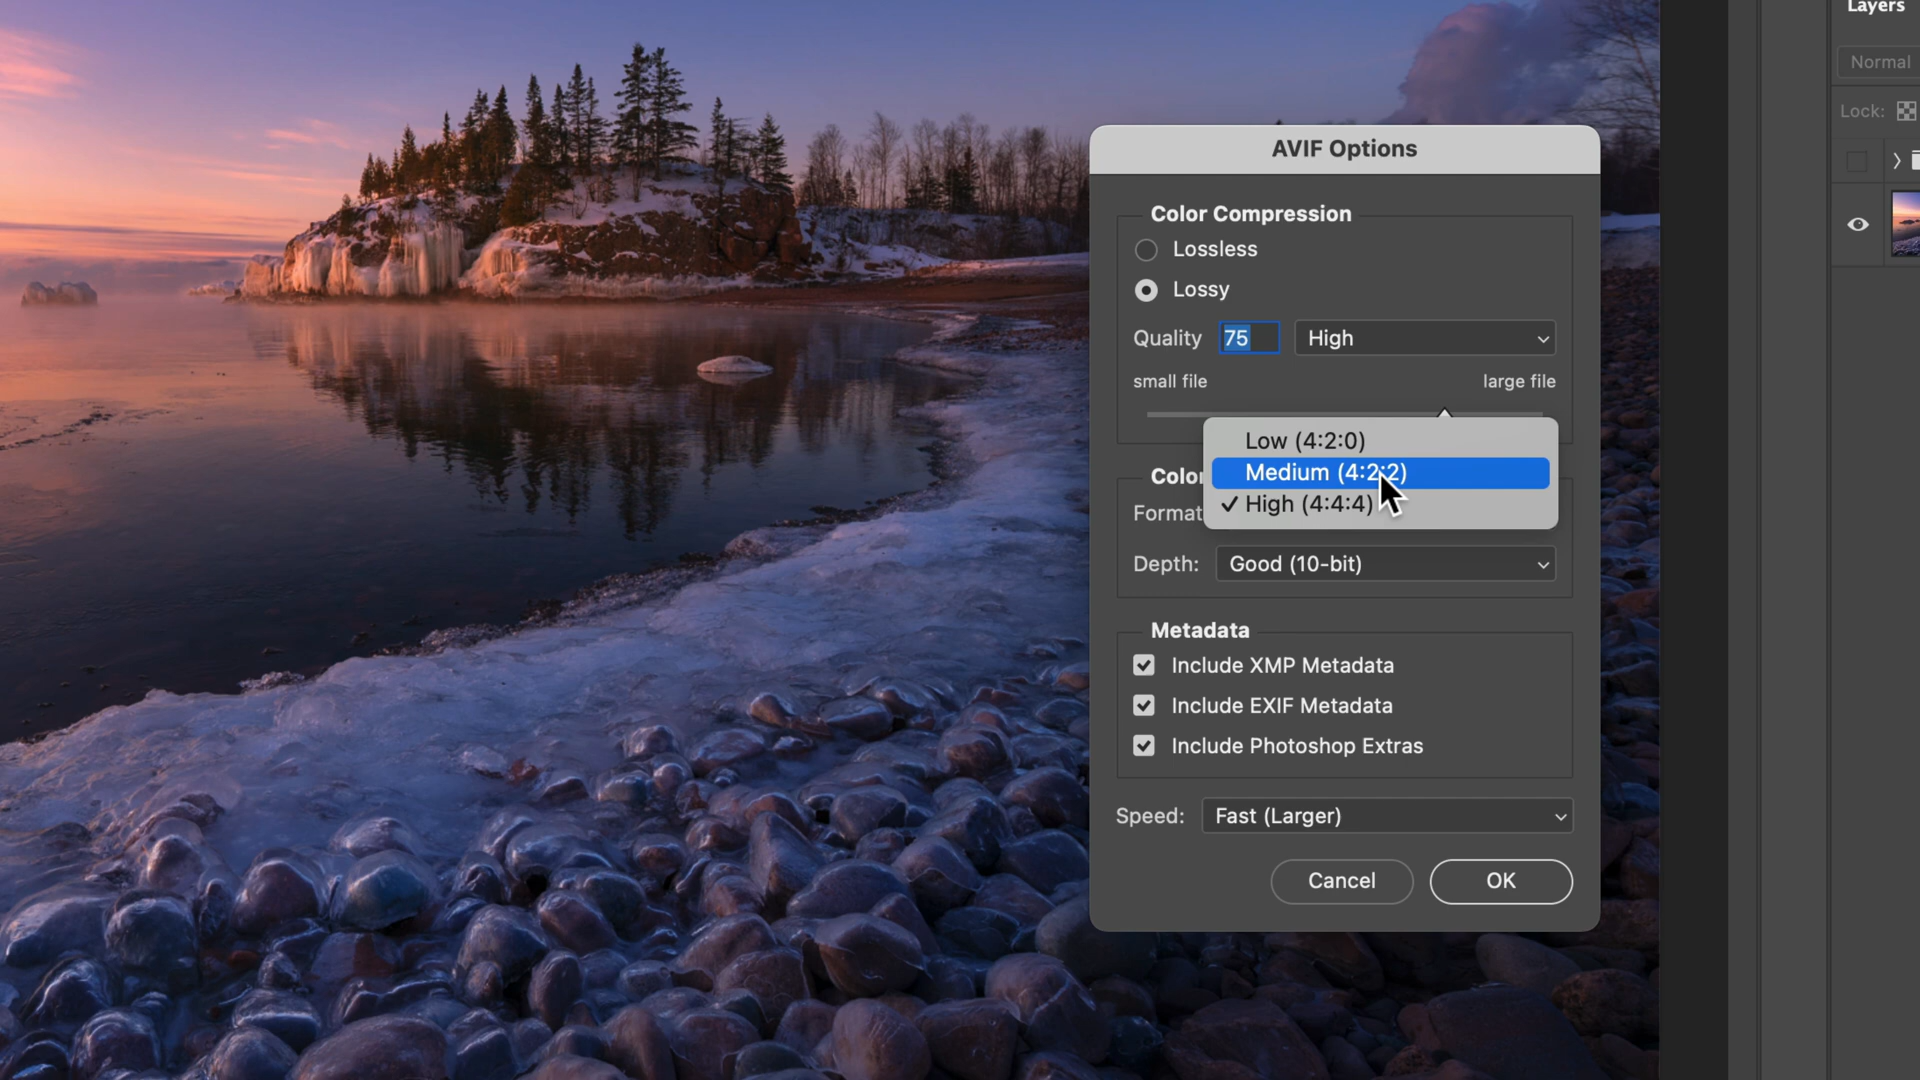 Layers
Normal
Lock:
AVIF Options
Color Compression
Lossless
Lossy
Quality 75 High
small file large file
Low (4:2:0)
Medium (4:2:2)
High (4:4:4)
Color
Format
Depth: Good (10-bit)
Metadata
Include XMP Metadata
Include EXIF Metadata
Include Photoshop Extras
Speed: Fast (Larger)
Cancel OK